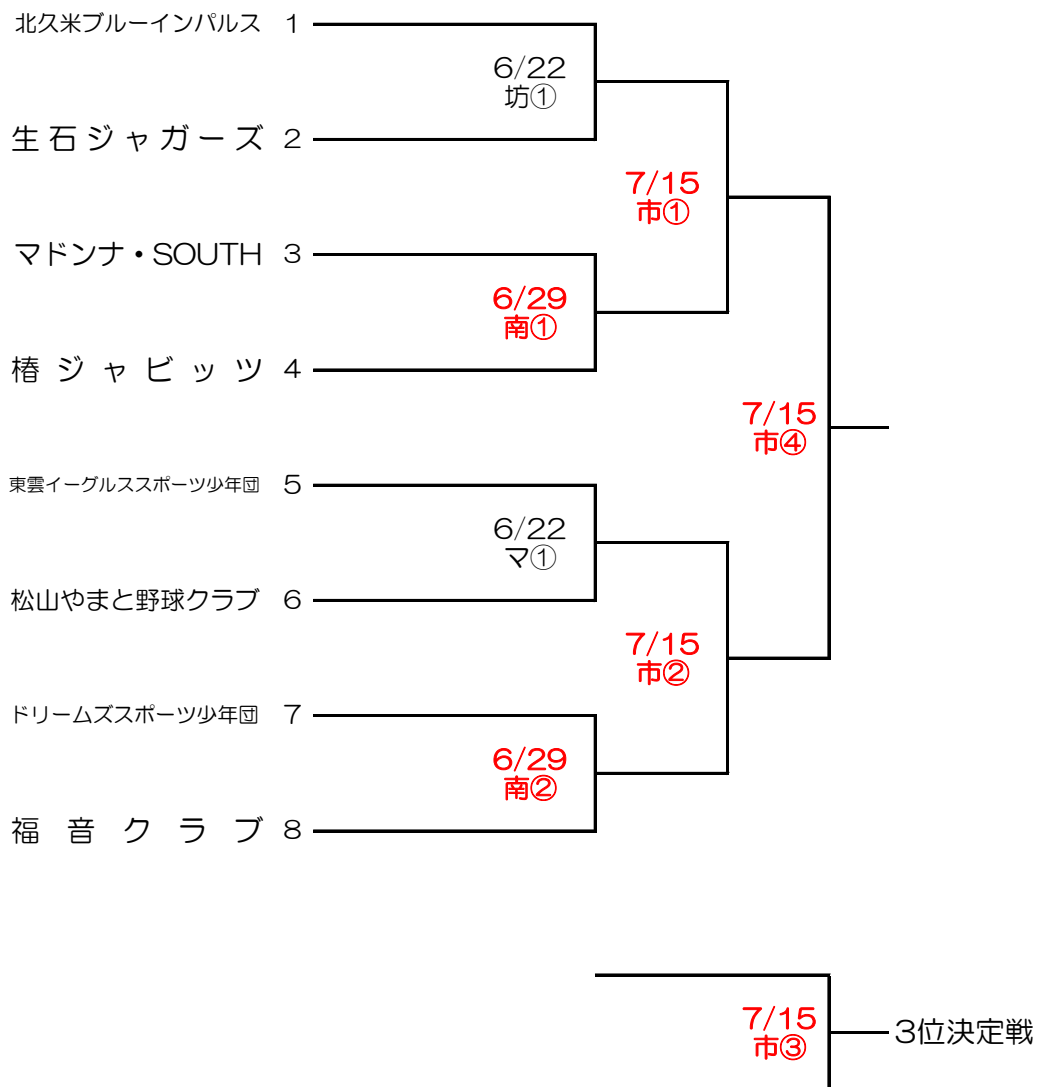 北久米ブルーインパルス 1
6/22
坊①
生石ジャガーズ 2
7/15
市①
マドンナ・SOUTH 3
6/29
南①
椿ジャビッツ 4
7/15
市④
東雲イーグルススポーツ少年団 5
6/22
マ①
松山やまと野球クラブ 6
7/15
市②
ドリームズスポーツ少年団 7
6/29
南②
福音クラブ 8
7/15
市③
3位決定戦